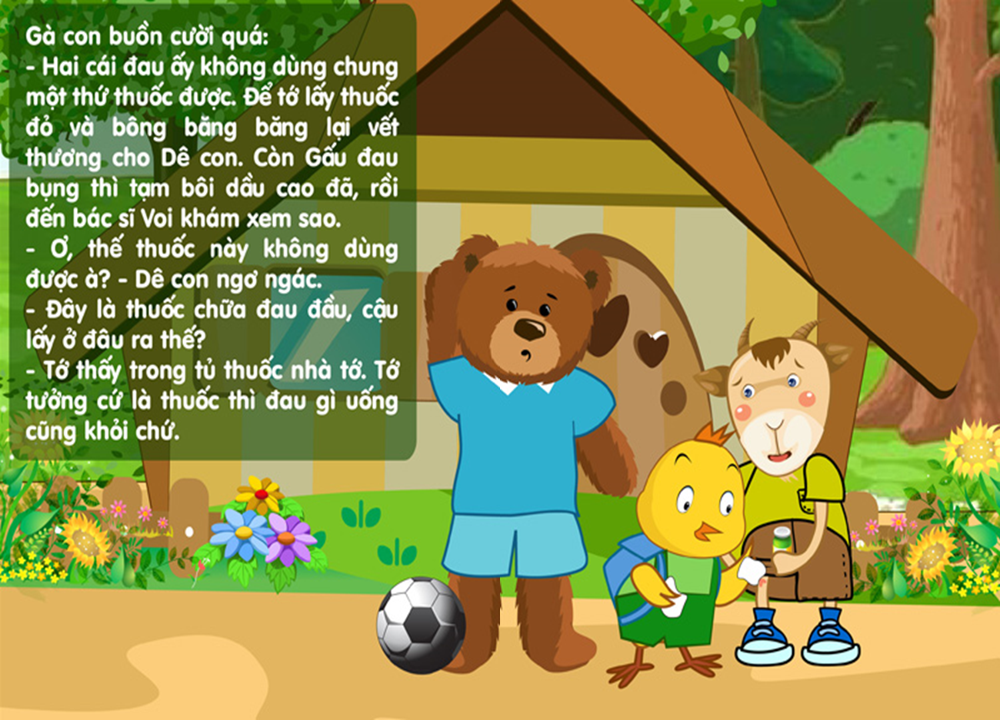 Gà con buồn cười quá:
- Hai cái đau ấy không dùng chung
một thứ thuốc được. Để tớ lấy thuốc
đỏ và bông băng băng lại vết
thương cho Dê con. Còn Gấu đau
bụng thì tạm bôi dầu cao đã, rồi
đến bác sĩ Voi khám xem sao.
- Ơ, thế thuốc này không dùng
được à? - Dê con ngơ ngác.
- Đây là thuốc chữa đau đầu, cậu
lấy ở đâu ra thế?
- Tớ thấy trong tủ thuốc nhà tớ. Tớ
tưởng cứ là thuốc thì đau gì uống
cũng khỏi chứ.